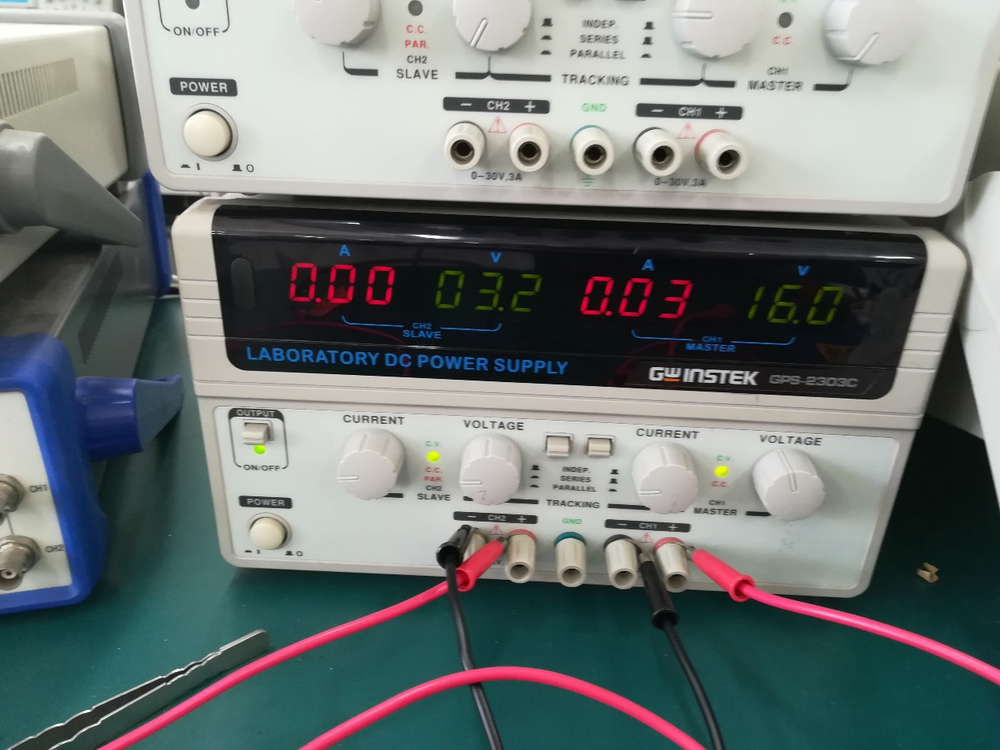 ON/OFF
C.C.
PAR.
CH2
SLAVE
INDEP.
SERIES
PARALLEL
TRACKING
C.C.
CH1
MASTER
POWER
I O
- CH2 +
GND
- CH1 +
0-30V,3A
0-30V,3A
A V A V
0.00 03.2 0.03 16.0
CH2
SLAVE
CH1
MASTER
LABORATORY DC POWER SUPPLY
GWINSTEK GPS-2303C
OUTPUT
ON/OFF
CURRENT
VOLTAGE
CURRENT
VOLTAGE
C.V.
C.C.
PAR.
CH2
SLAVE
INDEP.
SERIES
PARALLEL
TRACKING
C.V.
C.C.
CH1
MASTER
POWER
I O
- CH2 +
GND
- CH1 +
CH1
CH2